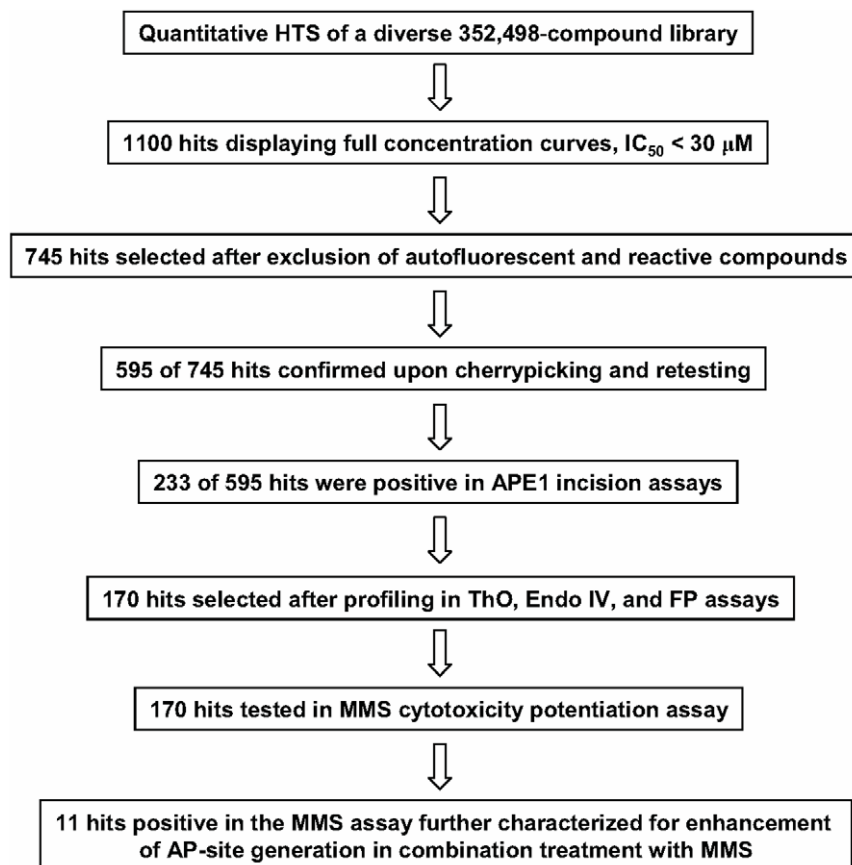 Quantitative HTS of a diverse 352,498-compound library
1100 hits displaying full concentration curves, IC50 < 30 μM
745 hits selected after exclusion of autofluorescent and reactive compounds
595 of 745 hits confirmed upon cherrypicking and retesting
233 of 595 hits were positive in APE1 incision assays
170 hits selected after profiling in ThO, Endo IV, and FP assays
170 hits tested in MMS cytotoxicity potentiation assay
11 hits positive in the MMS assay further characterized for enhancement
of AP-site generation in combination treatment with MMS